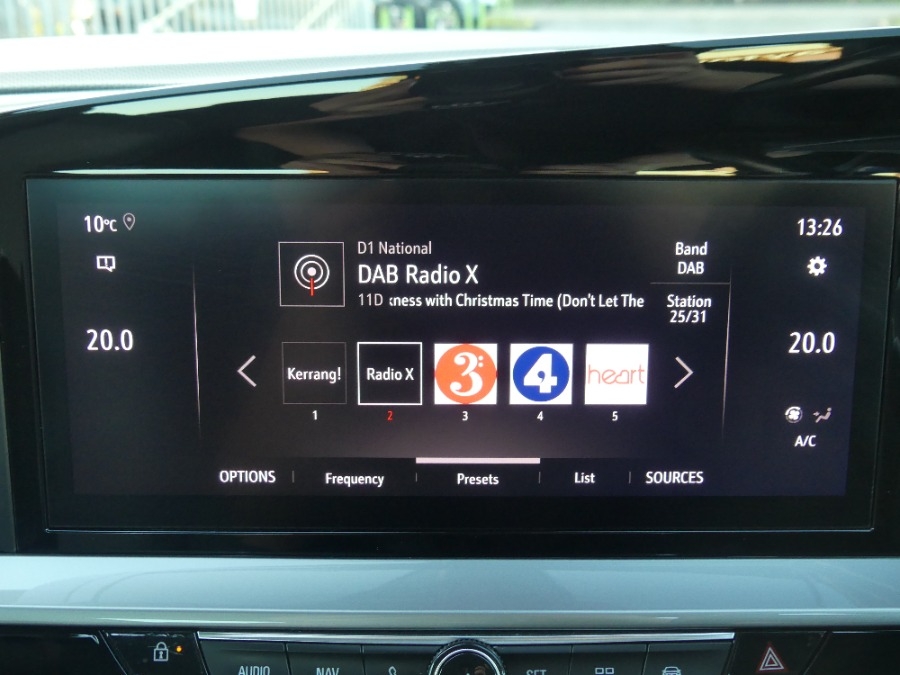 10°C
13:26
D1 National
DAB Radio X
11D :ness with Christmas Time (Don't Let The
Band
DAB
Station
25/31
20.0
20.0
Kerrang!
Radio X
3
4
heart
1
2
3
4
5
A/C
OPTIONS
Frequency
Presets
List
SOURCES
AUDIO
NAV
SET